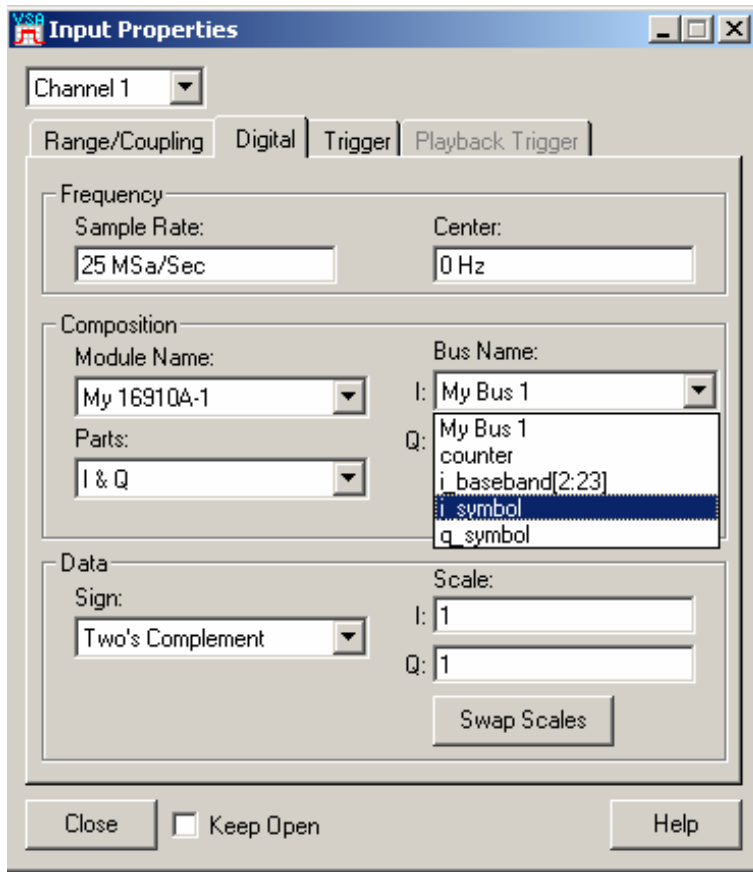 VSA
Input Properties
Channel 1
Range/Coupling Digital Trigger Playback Trigger
Frequency
Sample Rate: Center:
25 MSa/Sec 0 Hz
Composition
Module Name: Bus Name:
My 16910A-1 I: My Bus 1
Parts: Q: My Bus 1
I & Q counter
i_baseband[2:23]
i_symbol
q_symbol
Data
Sign: Scale:
Two's Complement I: 1
Q: 1
Swap Scales
Close Keep Open Help